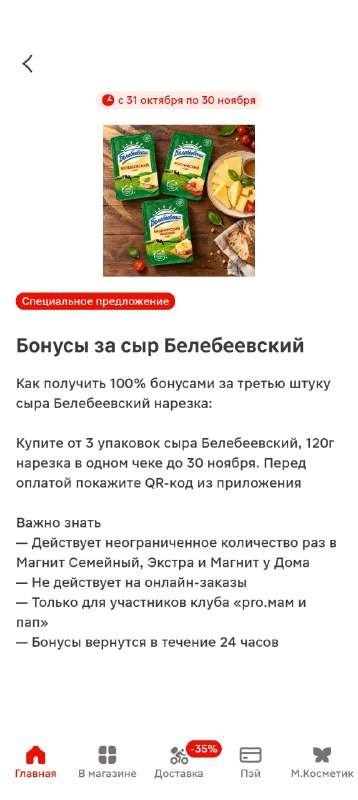 с 31 октября по 30 ноября
Белебеевский
Белебеевский
Белебеевский
Специальное предложение
Бонусы за сыр Белебеевский
Как получить 100% бонусами за третью штуку
сыра Белебеевский нарезка:
Купите от 3 упаковок сыра Белебеевский, 120г
нарезка в одном чеке до 30 ноября. Перед
оплатой покажите QR-код из приложения
Важно знать
— Действует неограниченное количество раз в
Магнит Семейный, Экстра и Магнит у Дома
— Не действует на онлайн-заказы
— Только для участников клуба «pro.мам и
пап»
— Бонусы вернутся в течение 24 часов
-35%
Главная В магазине Доставка Пэй М.Косметик